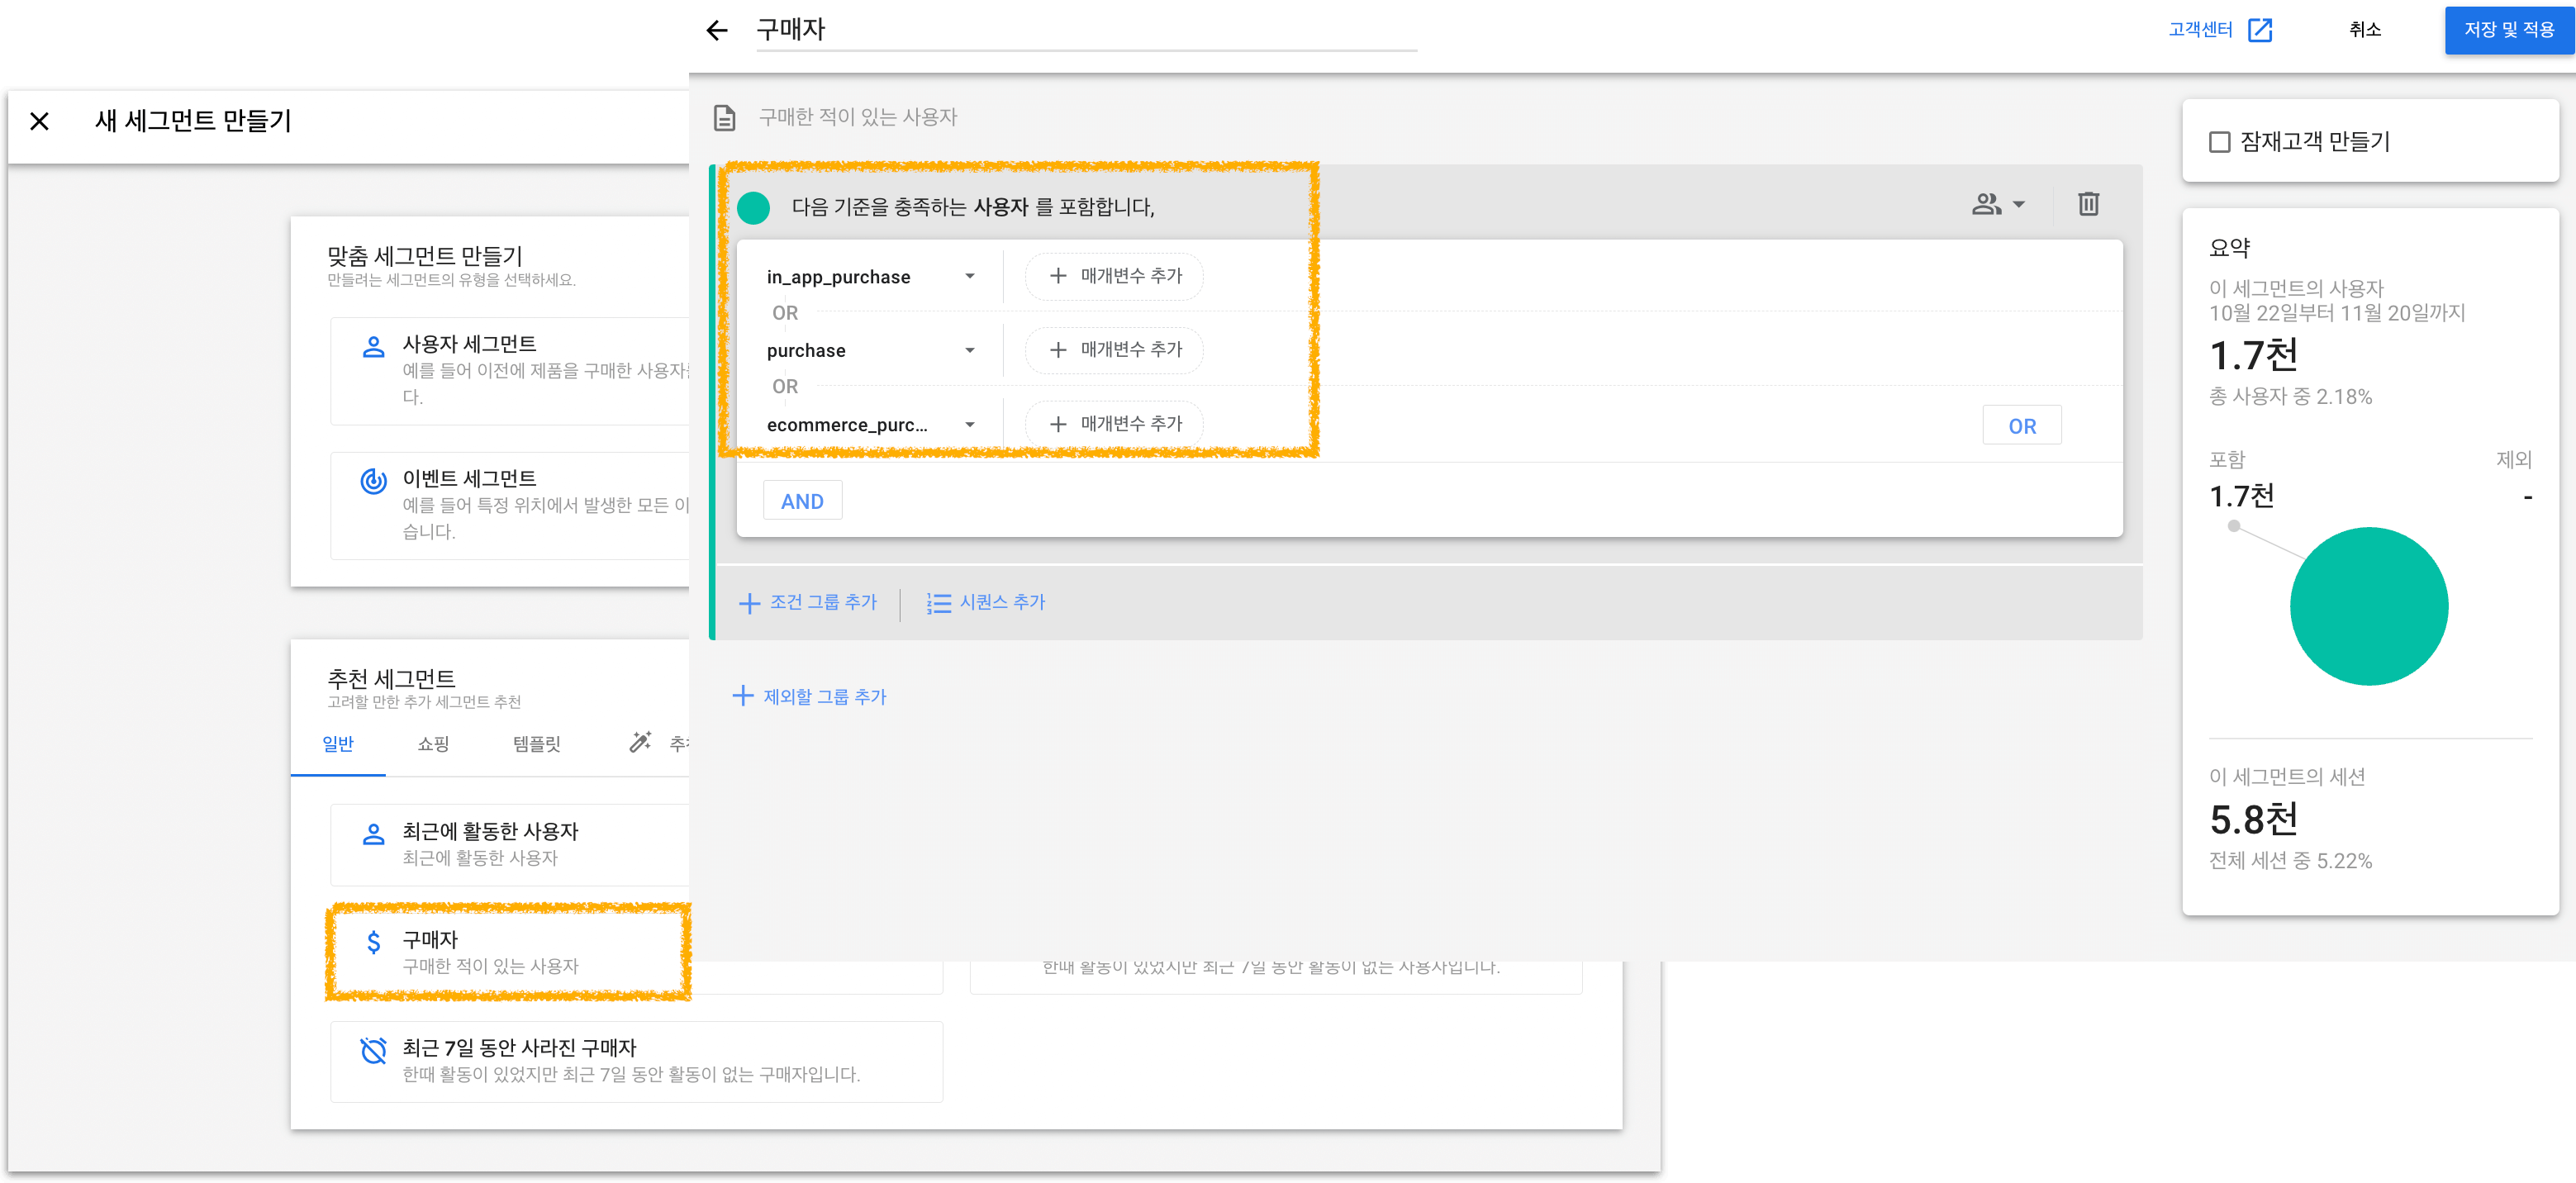 새 세그먼트 만들기
맞춤 세그먼트 만들기
만들려는 세그먼트의 유형을 선택하세요.
사용자 세그먼트
예를 들어 이전에 제품을 구매한 사용자
다.
이벤트 세그먼트
예를 들어 특정 위치에서 발생한 모든 이
습니다.
추천 세그먼트
고려할 만한 추가 세그먼트 추천
일반
쇼핑
템플릿
최근에 활동한 사용자
최근에 활동한 사용자
구매자
구매한 적이 있는 사용자
한때 활동이 있었지만 최근 7일 동안 활동이 없는 사용자입니다.
최근 7일 동안 사라진 구매자
한때 활동이 있었지만 최근 7일 동안 활동이 없는 구매자입니다.
구매자
고객센터
취소
저장 및 적용
구매한 적이 있는 사용자
다음 기준을 충족하는 사용자 를 포함합니다,
in_app_purchase
+ 매개변수 추가
OR
purchase
+ 매개변수 추가
OR
ecommerce_purc...
+ 매개변수 추가
OR
AND
+ 조건 그룹 추가
시퀀스 추가
+ 제외할 그룹 추가
잠재고객 만들기
요약
이 세그먼트의 사용자
10월 22일부터 11월 20일까지
1.7천
총 사용자 중 2.18%
포함
제외
1.7천
-
이 세그먼트의 세션
5.8천
전체 세션 중 5.22%